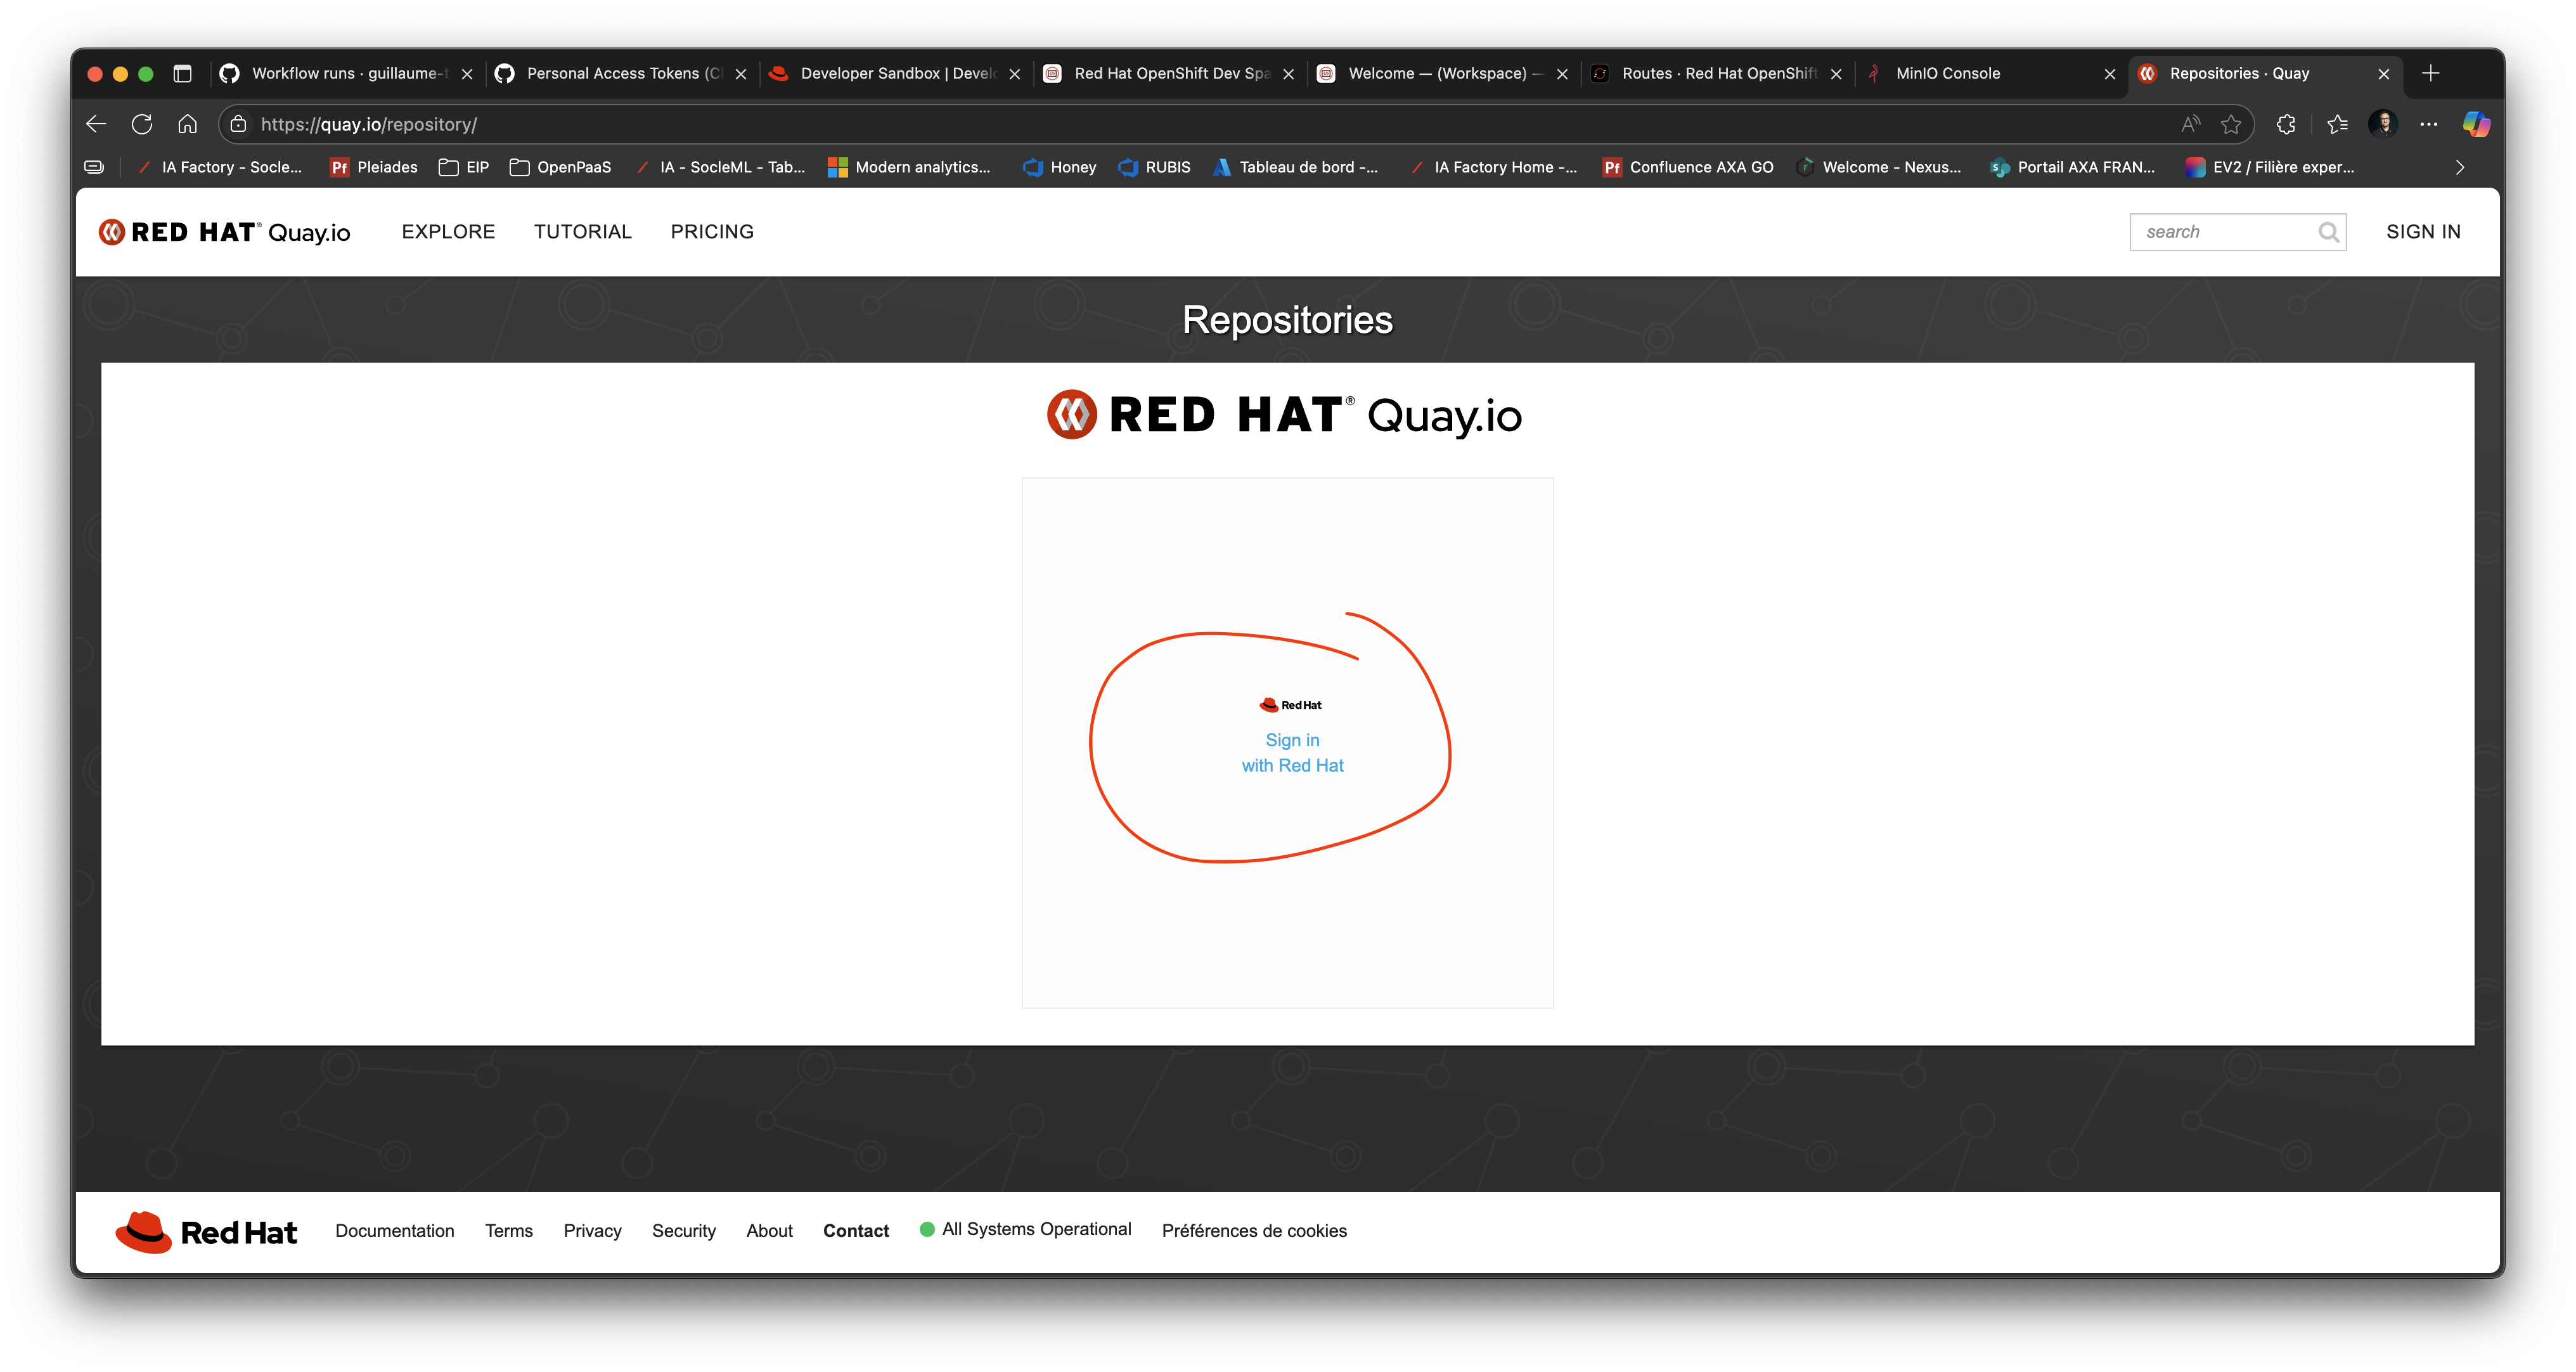 Workflow runs · guillaume-t
Personal Access Tokens (Cl
Developer Sandbox | Develo
Red Hat OpenShift Dev Spa
Welcome — (Workspace) —
Routes · Red Hat OpenShift
MinIO Console
Repositories · Quay
https://quay.io/repository/
IA Factory - Socle...
Pf Pleiades
EIP
OpenPaaS
IA - SocleML - Tab...
Modern analytics...
Honey
RUBIS
Tableau de bord -...
IA Factory Home -...
Pf Confluence AXA GO
Welcome - Nexus...
Portail AXA FRAN...
EV2 / Filière exper...
RED HAT® Quay.io
EXPLORE
TUTORIAL
PRICING
search
SIGN IN
Repositories
RED HAT® Quay.io
Red Hat
Sign in
with Red Hat
Red Hat
Documentation
Terms
Privacy
Security
About
Contact
All Systems Operational
Préférences de cookies